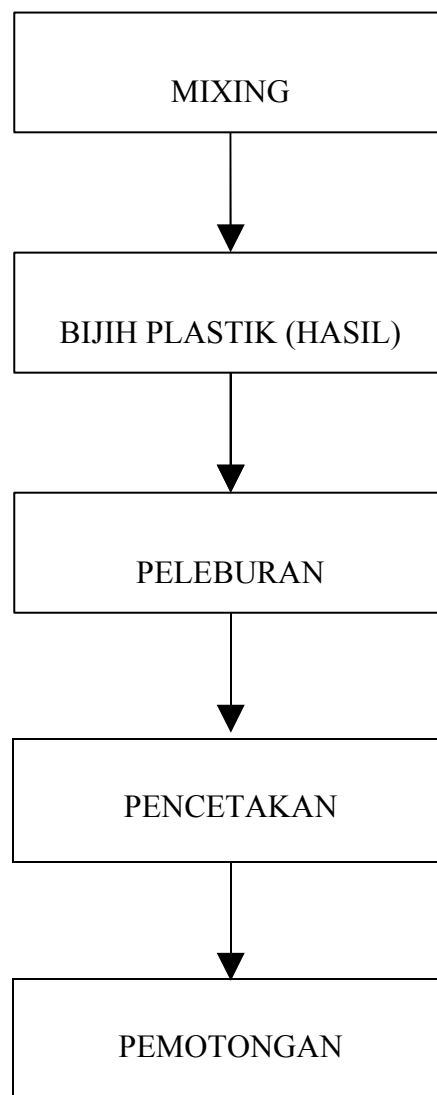 MIXING
BIJIH PLASTIK (HASIL)
PELEBURAN
PENCETAKAN
PEMOTONGAN